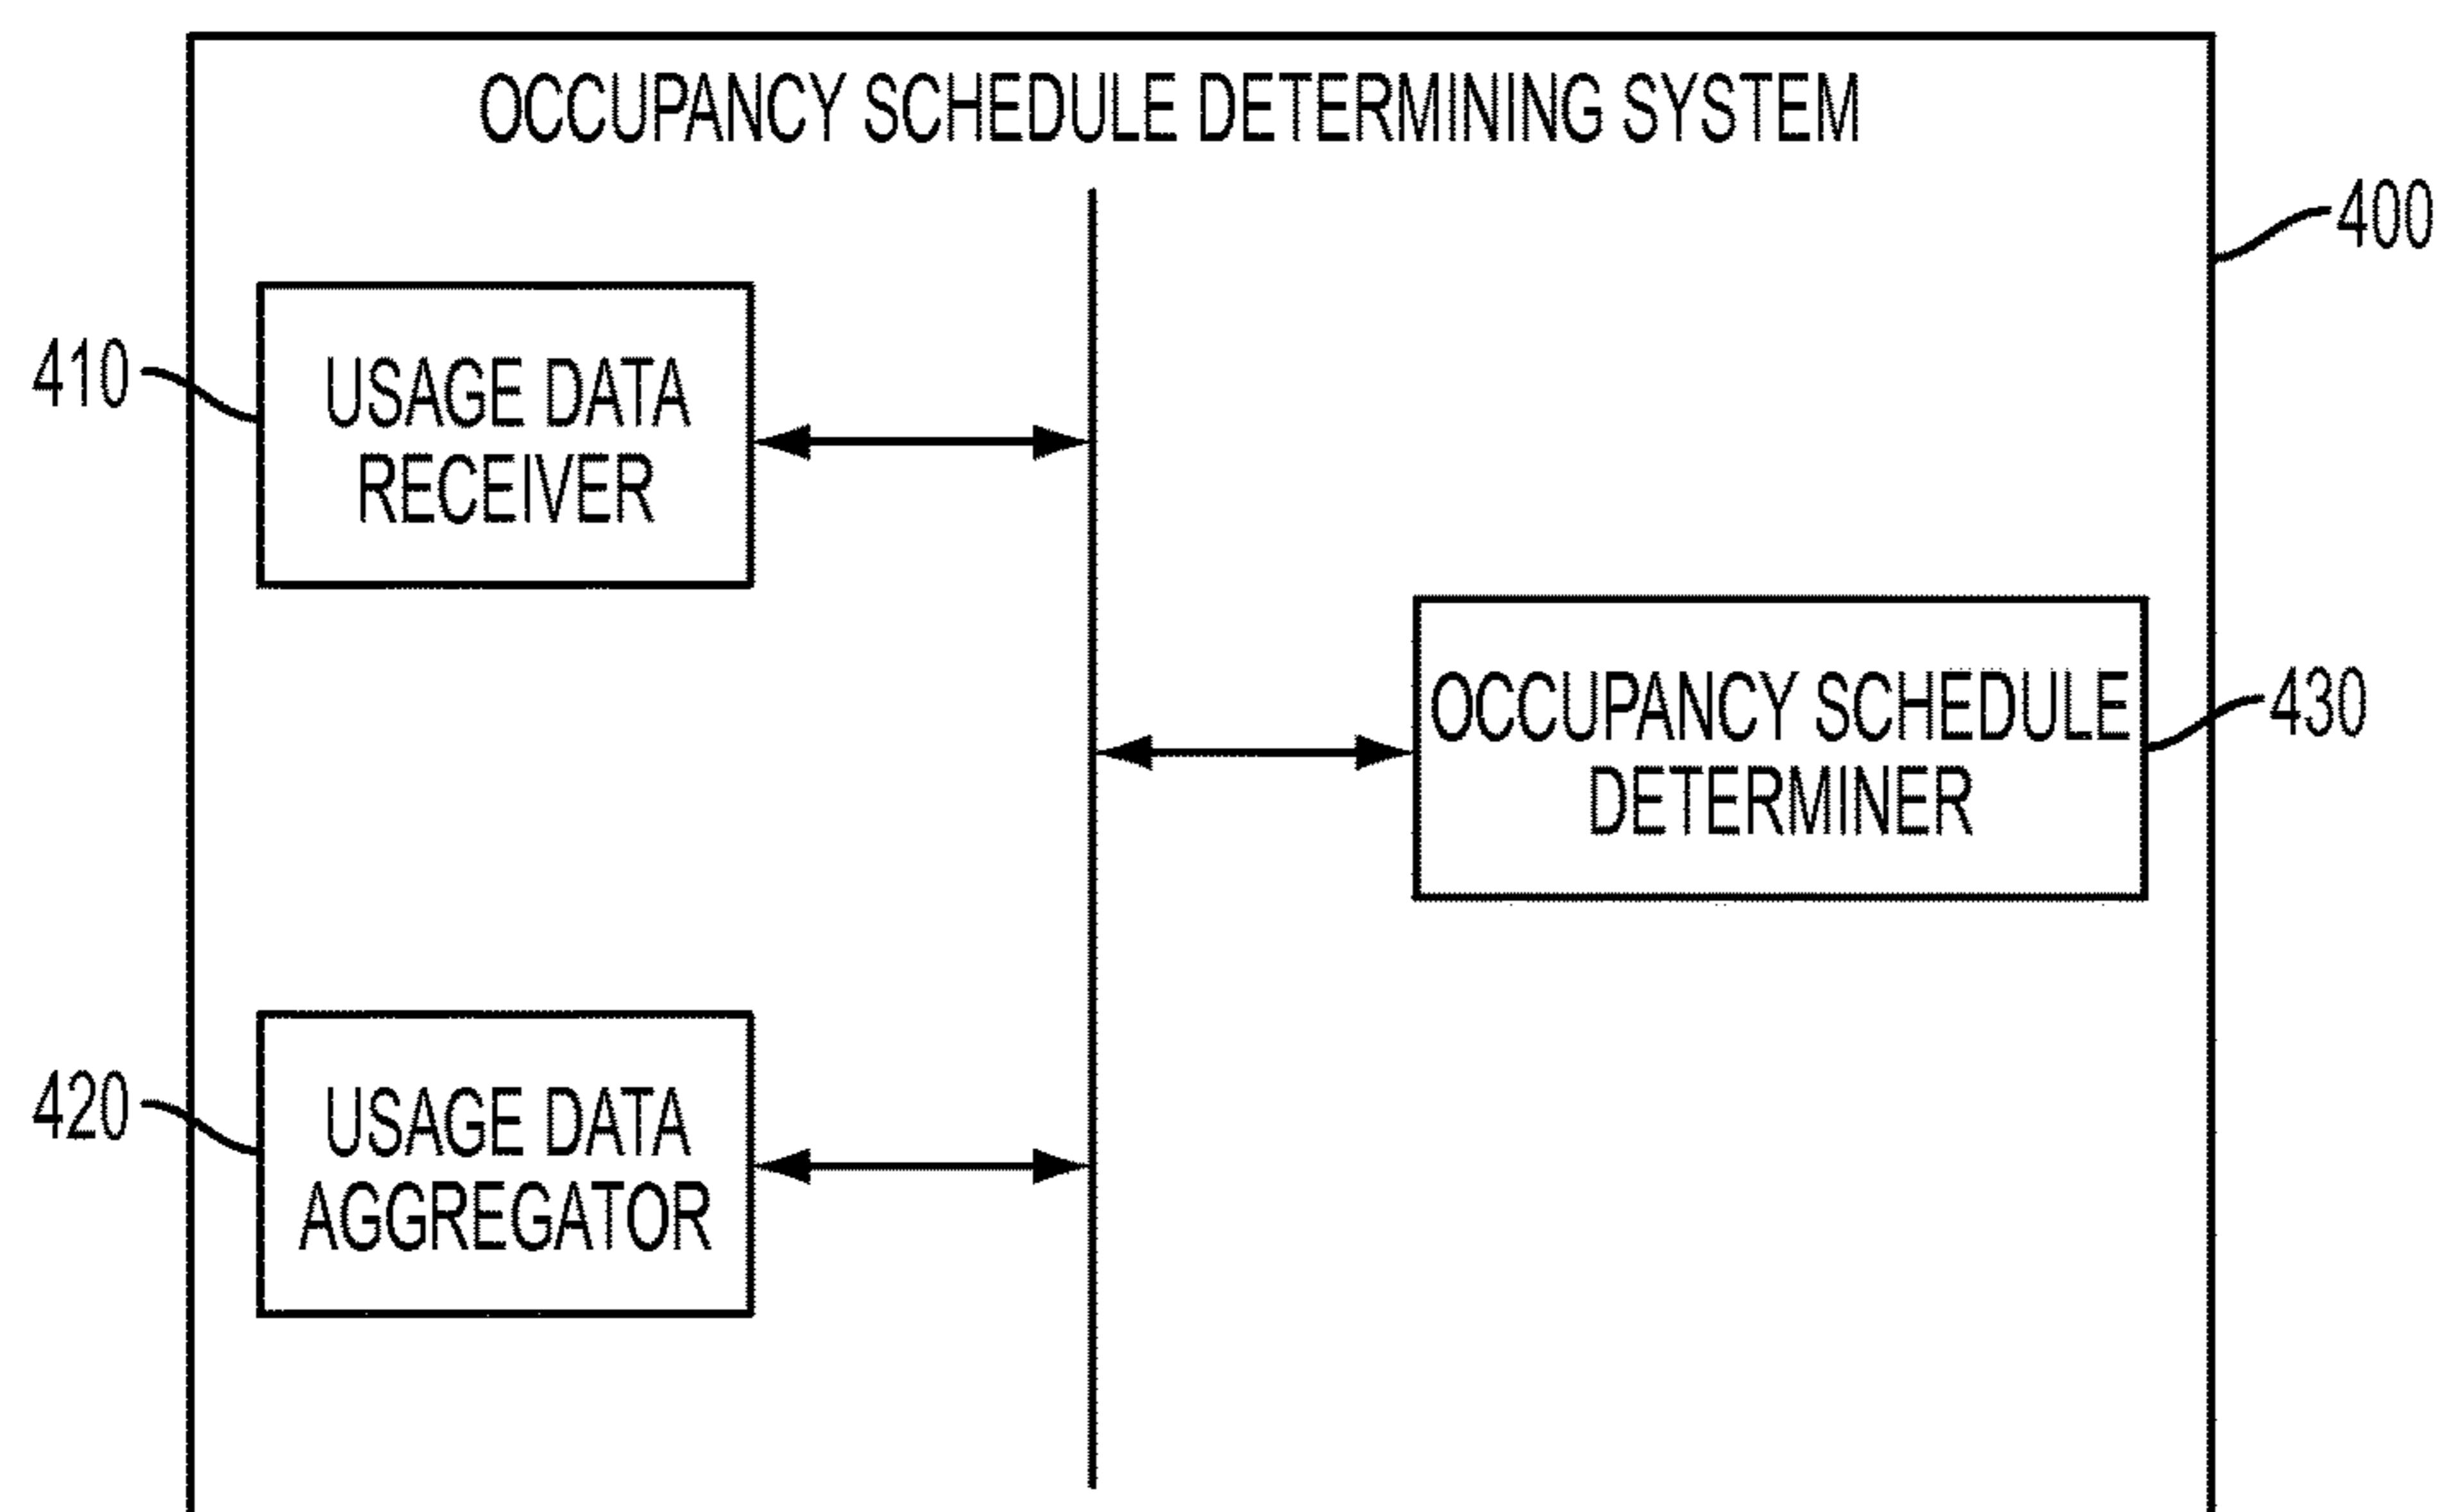 OCCUPANCY SCHEDULE DETERMINING SYSTEM
400
410
USAGE DATA
RECEIVER
OCCUPANCY SCHEDULE
DETERMINER
430
420
USAGE DATA
AGGREGATOR